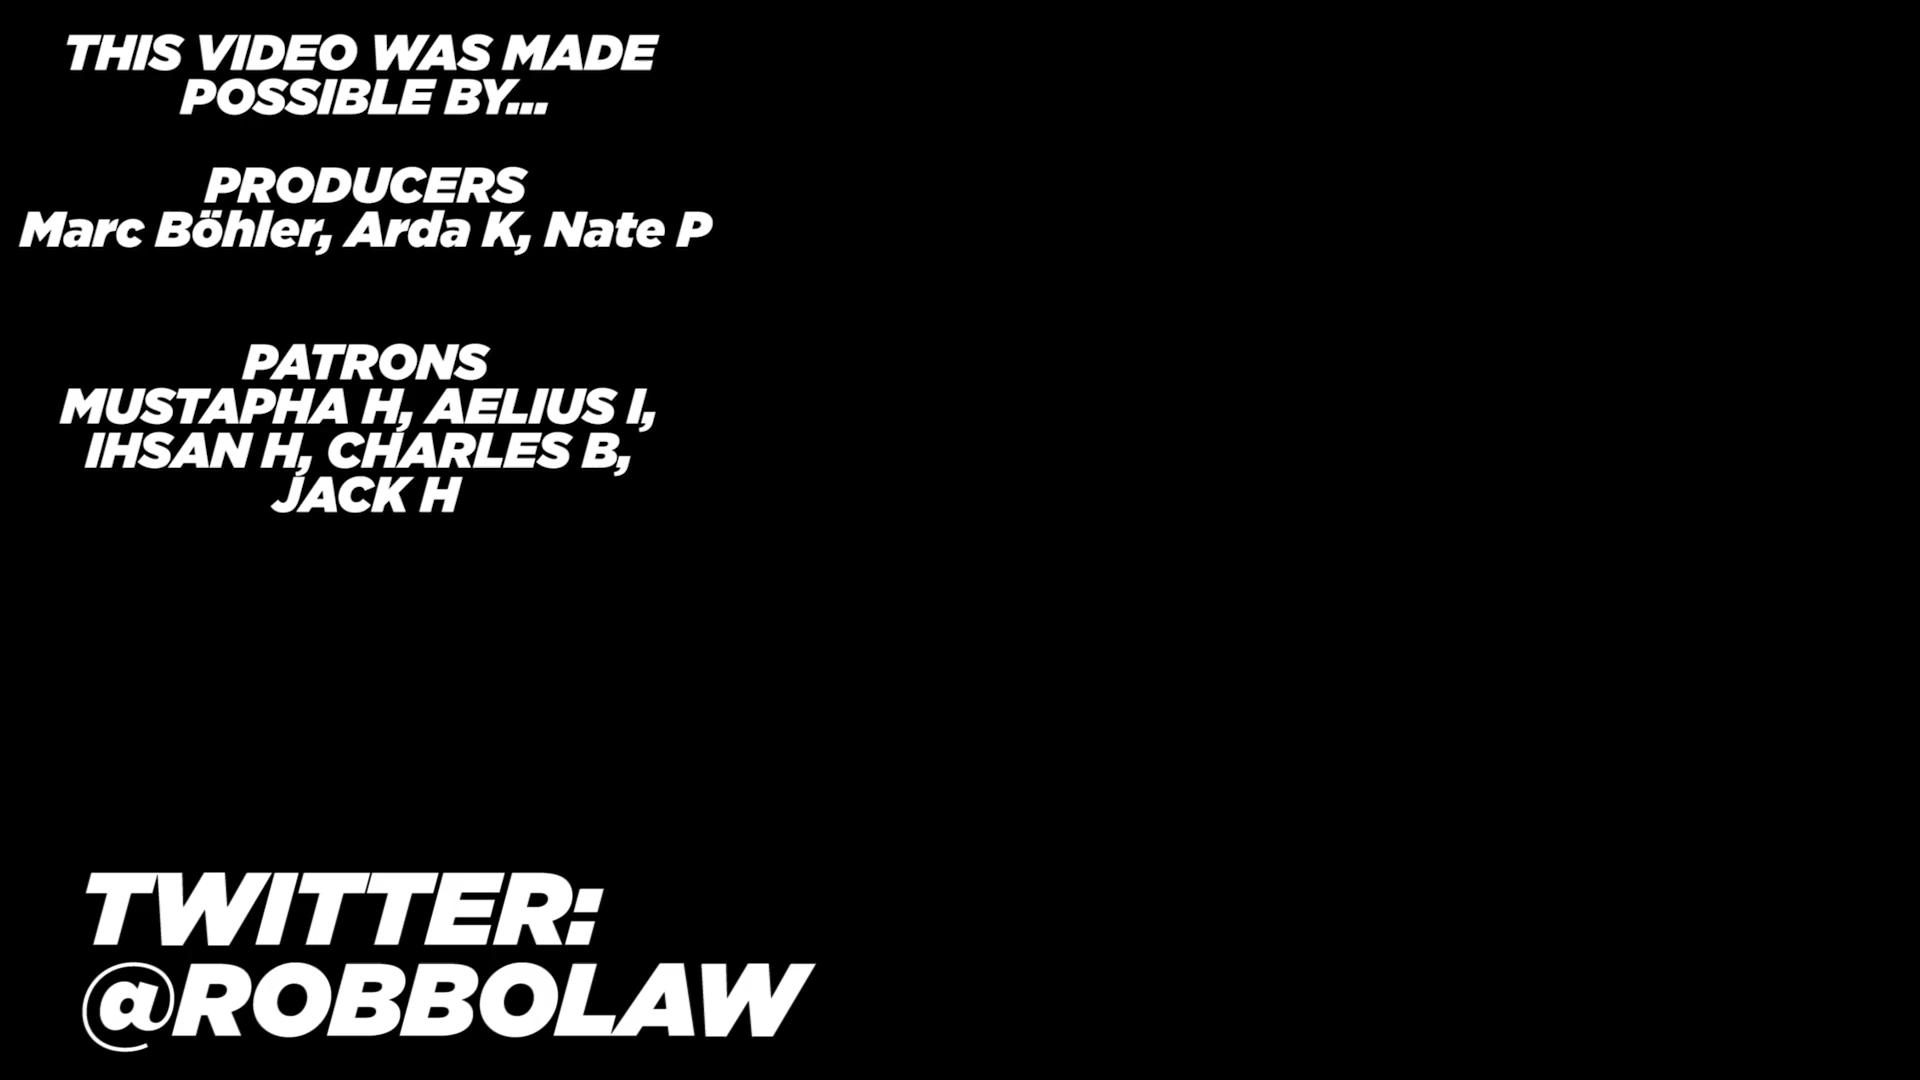 THIS VIDEO WAS MADE
POSSIBLE BY...
PRODUCERS
Marc Böhler, Arda K, Nate P
PATRONS
MUSTAPHA H, AELIUS I,
IHSAN H, CHARLES B,
JACK H
TWITTER:
@ROBBOLAW